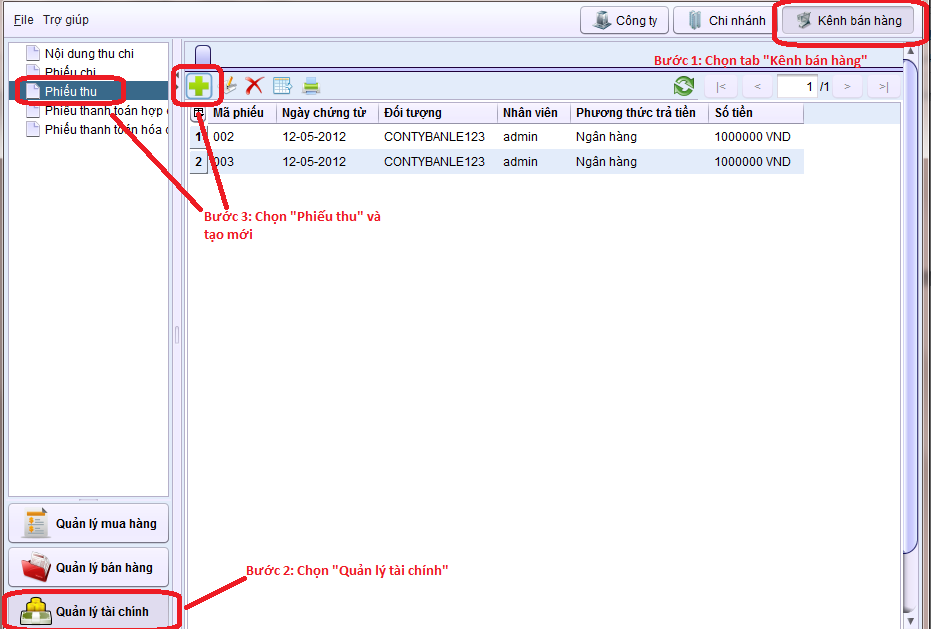 File Trợ giúp
Công ty
Chi nhánh
Kênh bán hàng
Bước 1: Chọn tab "Kênh bán hàng"
Nội dung thu chi
Phiếu chi
Phiếu thu
Phiếu thanh toán hợp
Phiếu thanh toán hóa
|< < 1 /1 > >|
Mã phiếu Ngày chứng từ Đối tượng Nhân viên Phương thức trả tiền Số tiền
1 002 12-05-2012 CONTYBANLE123 admin Ngân hàng 1000000 VND
2 003 12-05-2012 CONTYBANLE123 admin Ngân hàng 1000000 VND
Bước 3: Chọn "Phiếu thu" và
tạo mới
Quản lý mua hàng
Quản lý bán hàng
Bước 2: Chọn "Quản lý tài chính"
Quản lý tài chính